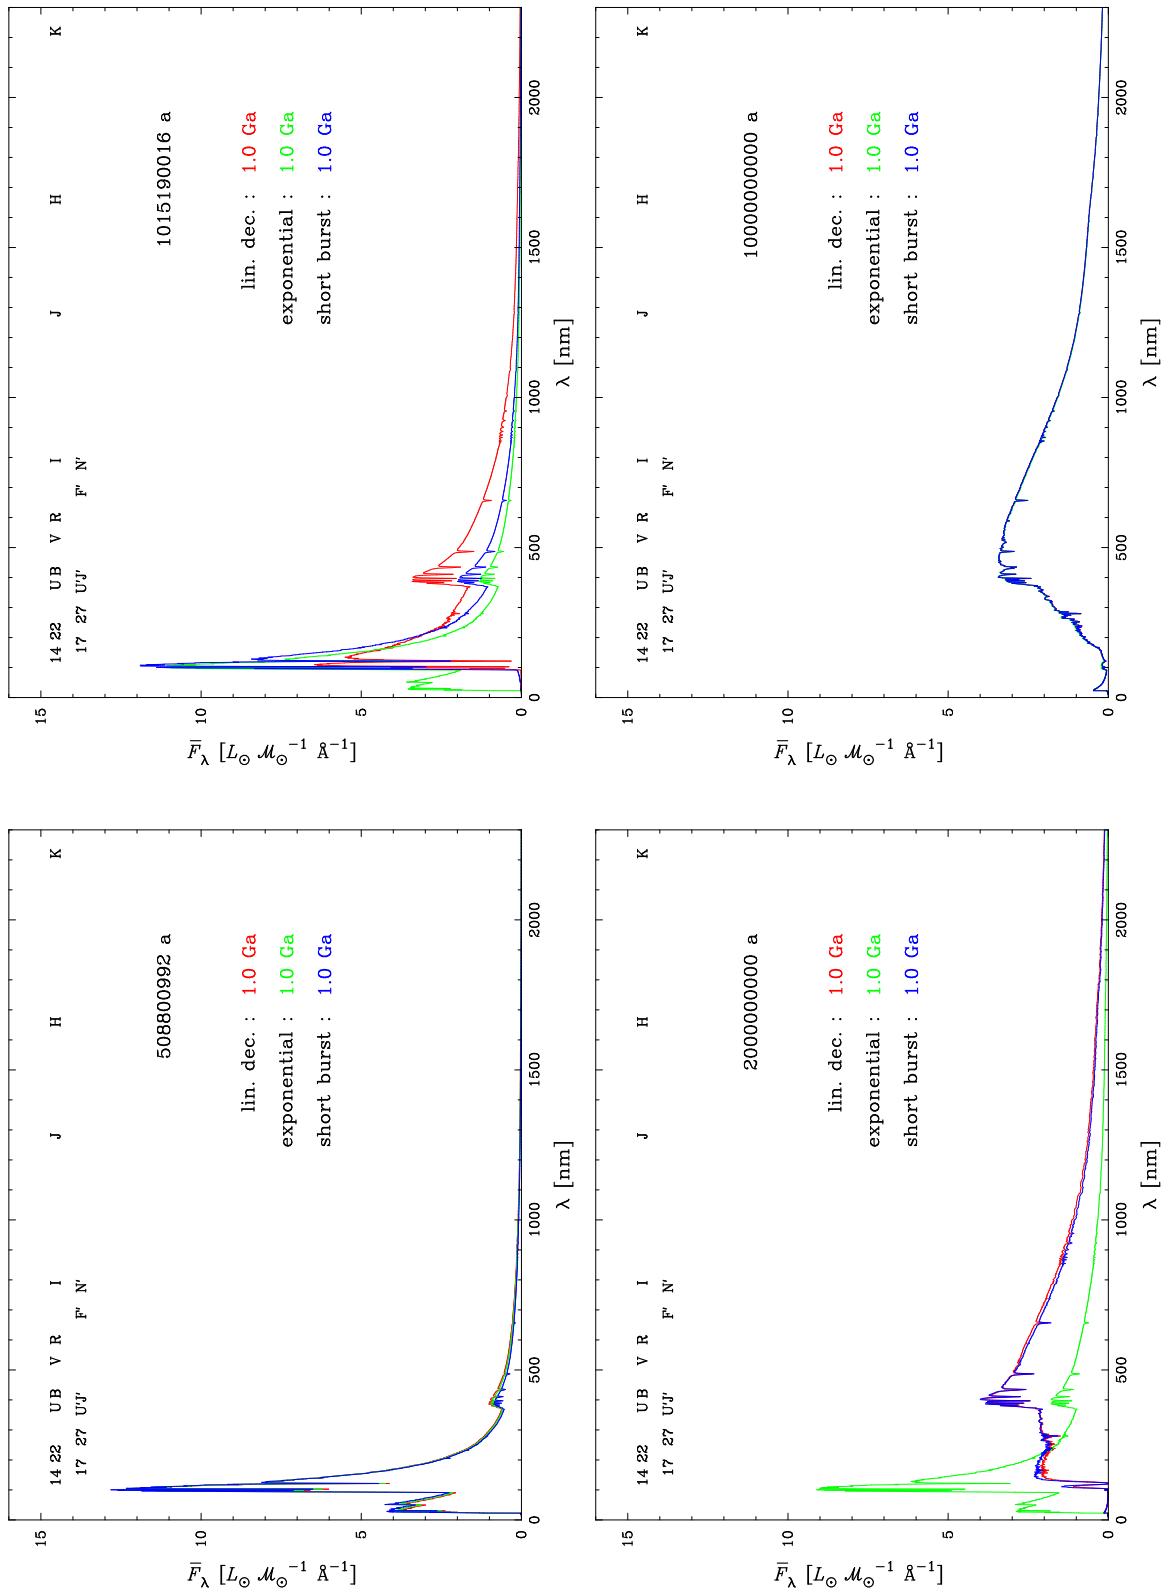 14 22 UB V R I J H K
17 27 U'J' F' N'
508800992 a
lin. dec. : 1.0 Ga
exponential : 1.0 Ga
short burst : 1.0 Ga
15
10
5
0
F̅λ [L⊙ ℳ⊙⁻¹ Å⁻¹]
0 500 1000 1500 2000
λ [nm]
14 22 UB V R I J H K
17 27 U'J' F' N'
1015190016 a
lin. dec. : 1.0 Ga
exponential : 1.0 Ga
short burst : 1.0 Ga
15
10
5
0
F̅λ [L⊙ ℳ⊙⁻¹ Å⁻¹]
0 500 1000 1500 2000
λ [nm]
14 22 UB V R I J H K
17 27 U'J' F' N'
2000000000 a
lin. dec. : 1.0 Ga
exponential : 1.0 Ga
short burst : 1.0 Ga
15
10
5
0
F̅λ [L⊙ ℳ⊙⁻¹ Å⁻¹]
0 500 1000 1500 2000
λ [nm]
14 22 UB V R I J H K
17 27 U'J' F' N'
10000000000 a
lin. dec. : 1.0 Ga
exponential : 1.0 Ga
short burst : 1.0 Ga
15
10
5
0
F̅λ [L⊙ ℳ⊙⁻¹ Å⁻¹]
0 500 1000 1500 2000
λ [nm]